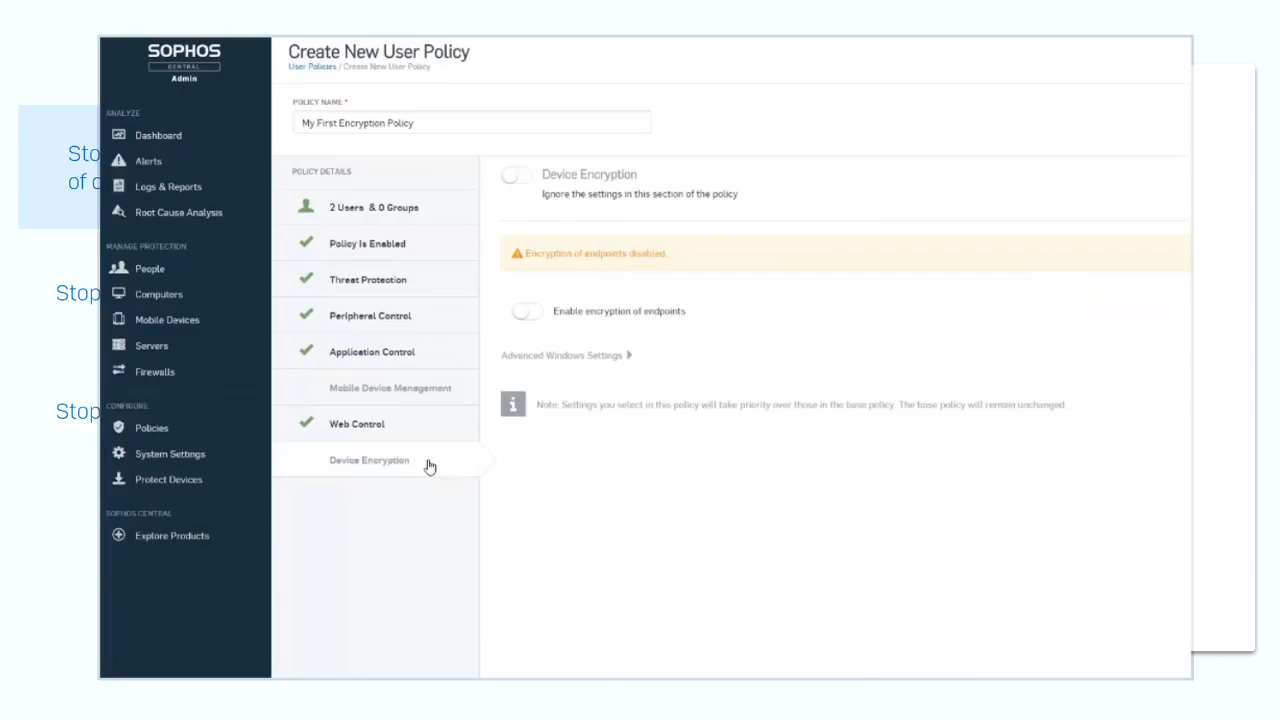 SOPHOS
CENTRAL
Admin
ANALYZE
Dashboard
Alerts
Logs & Reports
Root Cause Analysis
MANAGE PROTECTION
People
Computers
Mobile Devices
Servers
Firewalls
CONFIGURE
Policies
System Settings
Protect Devices
SOPHOS CENTRAL
Explore Products
Sto
of
Stop
Stop
Create New User Policy
User Policies / Create New User Policy
POLICY NAME *
My First Encryption Policy
POLICY DETAILS
2 Users & 0 Groups
Policy Is Enabled
Threat Protection
Peripheral Control
Application Control
Mobile Device Management
Web Control
Device Encryption
Device Encryption
Ignore the settings in this section of the policy
Encryption of endpoints disabled.
Enable encryption of endpoints
Advanced Windows Settings
Note: Settings you select in this policy will take priority over those in the base policy. The base policy will remain unchanged.